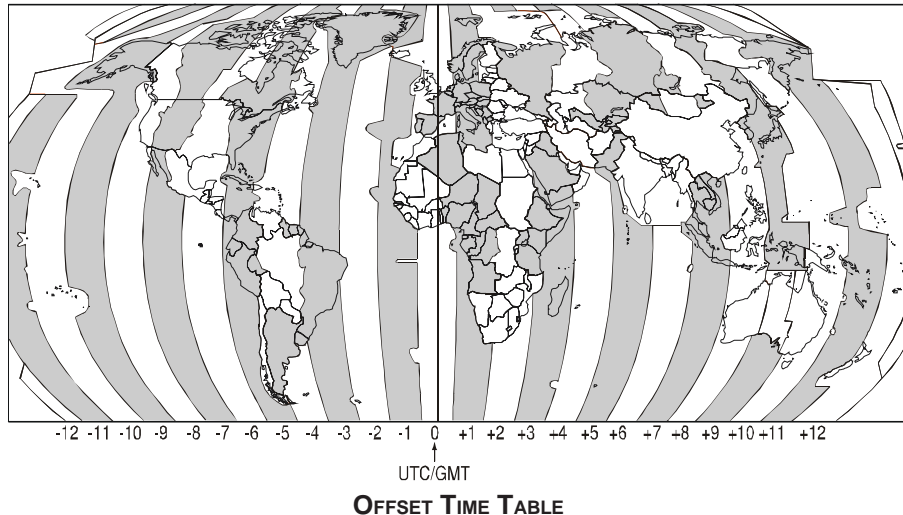 -12 -11 -10 -9 -8 -7 -6 -5 -4 -3 -2 -1 0 +1 +2 +3 +4 +5 +6 +7 +8 +9 +10 +11 +12
UTC/GMT
OFFSET TIME TABLE